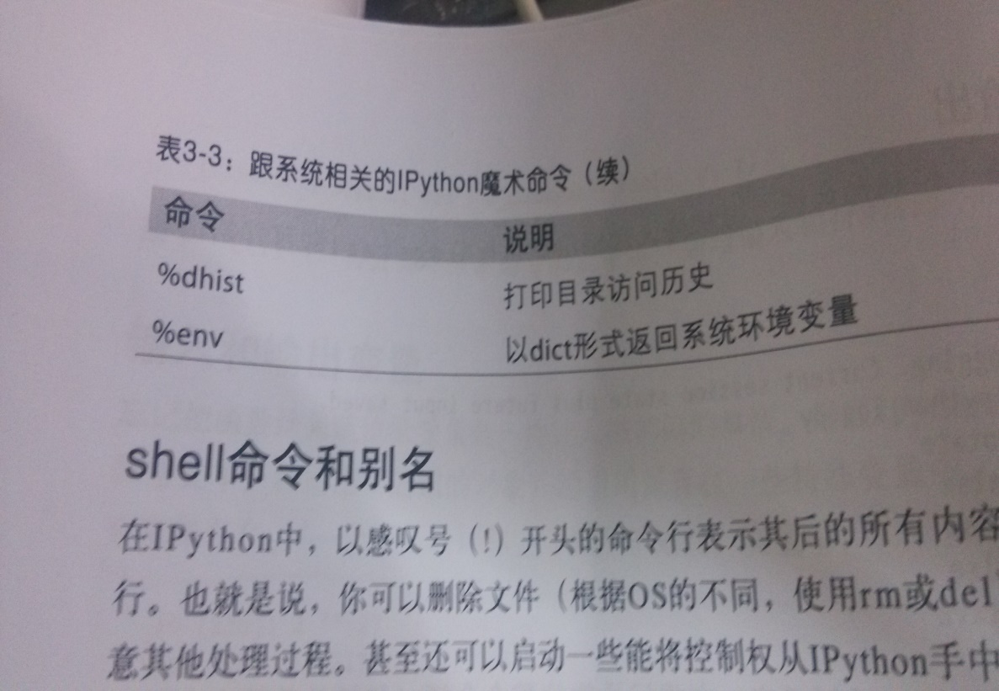 表3-3：跟系统相关的IPython魔术命令（续）
命令 说明
%dhist 打印目录访问历史
%env 以dict形式返回系统环境变量
shell命令和别名
在IPython中，以感叹号（!）开头的命令行表示其后的所有内容
行。也就是说，你可以删除文件（根据OS的不同，使用rm或del
意其他处理过程。甚至还可以启动一些能将控制权从IPython手中